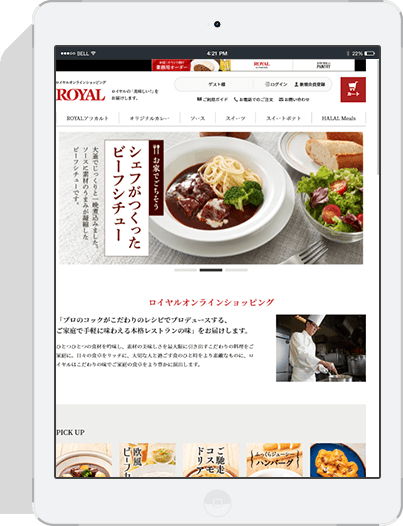 ●●●○○ BELL
4:21 PM
22%
業務用オーダー
ROYAL
ロイヤルオンラインショッピング
ROYAL
ロイヤルの「美味しい!」を
お届けします。
ゲスト様
ログイン
新規会員登録
ご利用ガイド
お電話でのご注文
お問い合わせ
カート
ROYALアラカルト
オリジナルカレー
ソース
スイーツ
スイートポテト
HALAL Meals
お家でごちそう
シェフがつくった
ビーフシチュー
大釜でじっくりと一晩煮込みました。
ソースに素材のうまみが凝縮した
ビーフシチューです。
ロイヤルオンラインショッピング
「プロのコックがこだわりのレシピでプロデュースする、
ご家庭で手軽に味わえる本格レストランの味」をお届けします。
ひとつひとつの食材を吟味し、素材の美味しさを最大限に引き出すこだわりの料理をご
家庭に。日々の食卓をリッチに、大切な人と過ごす食のひと時をより素敵なものに、ロ
イヤルはこだわりの味でご家庭の食卓をより豊かに演出します。
PICK UP
欧風
ビーフカ
ご馳走
コスモ
ドリア
ふっくらジューシー
ハンバーグ